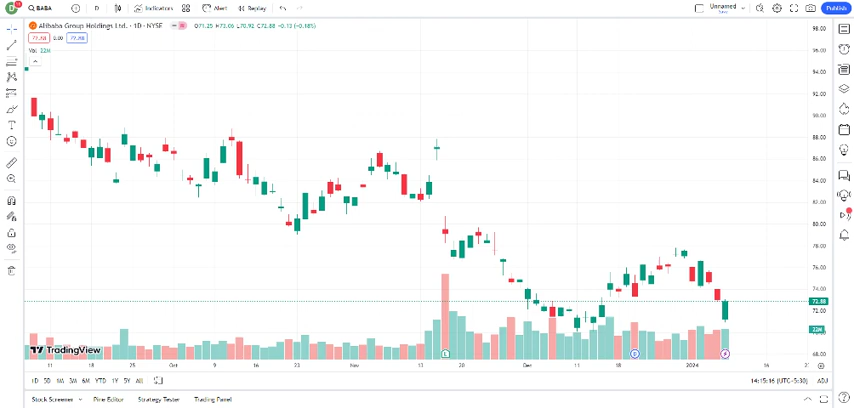 BABA D Indicators Alert Replay Unnamed Save Publish
Alibaba Group Holdings Ltd. · 1D · NYSE O71.25 H73.06 L70.92 C72.88 −0.13 (−0.18%)
0.00
Vol 22M
98.00
96.00
94.00
92.00
90.00
88.00
86.00
84.00
82.00
80.00
78.00
76.00
74.00
72.88
70.00
22M
68.00
TradingView
11 18 25 Oct 9 16 23 Nov 6 13 20 Dec 11 18 2024 16
1D 5D 1M 3M 6M YTD 1Y 5Y All 14:15:16 (UTC-5:30) ADJ
Stock Screener Pine Editor Strategy Tester Trading Panel